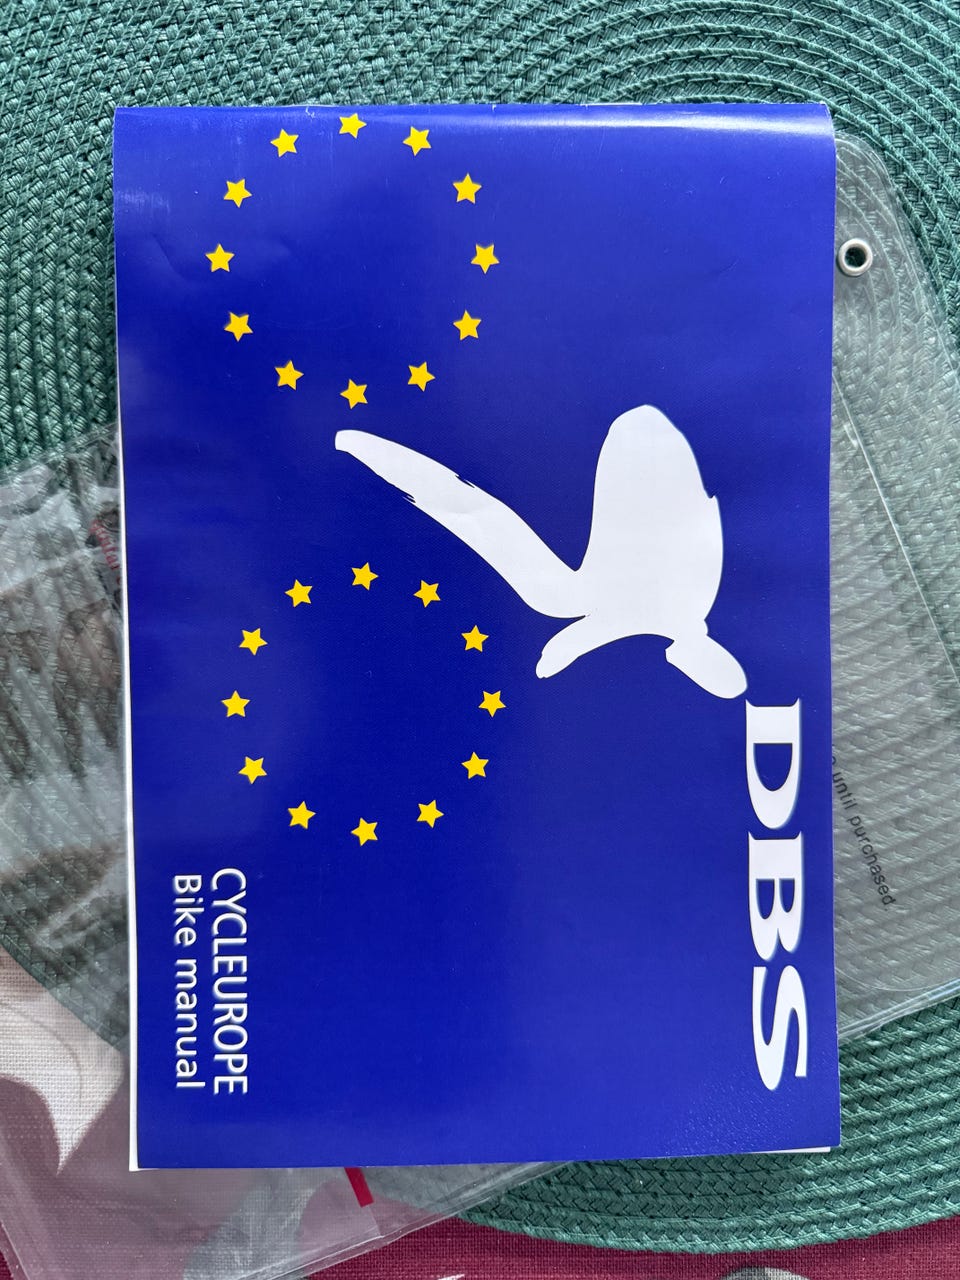 DBS
CYCLEUROPE
Bike manual
until purchased